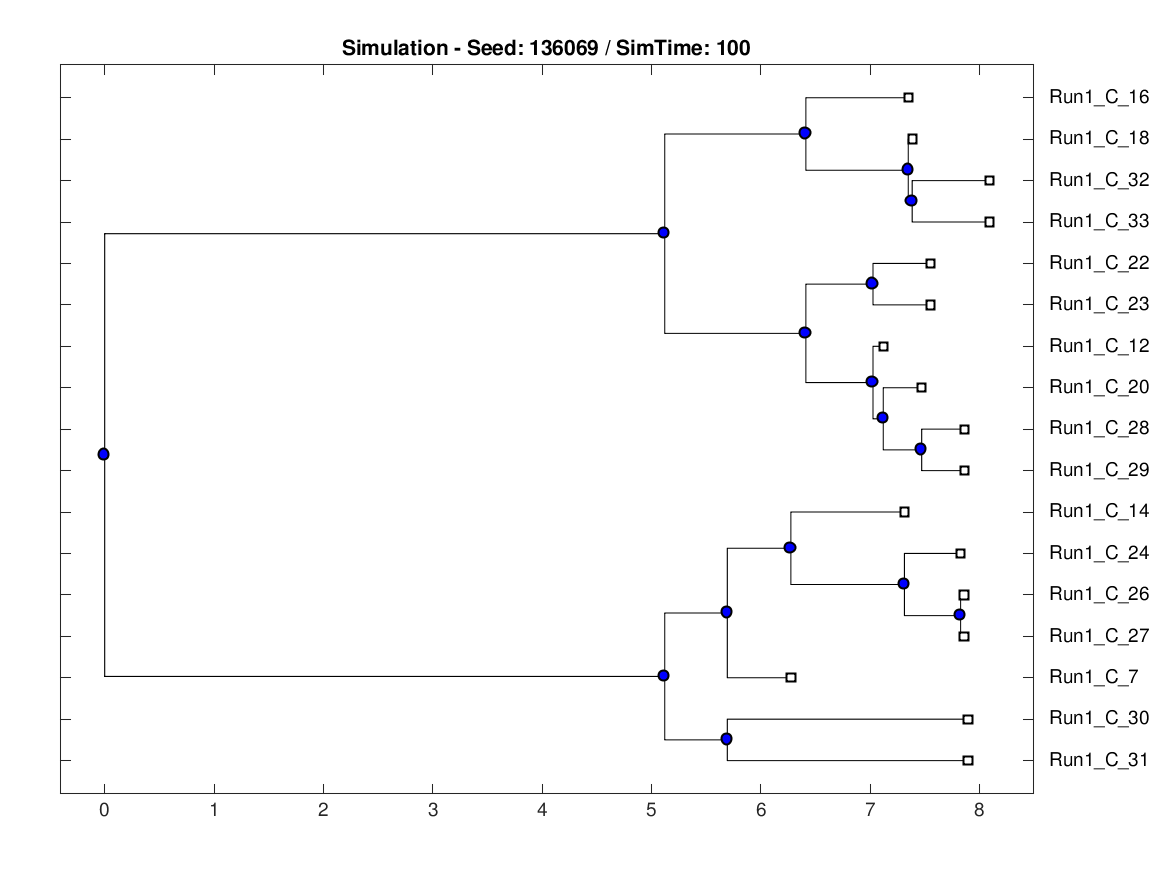 Simulation - Seed: 136069 / SimTime: 100
Run1_C_16
Run1_C_18
Run1_C_32
Run1_C_33
Run1_C_22
Run1_C_23
Run1_C_12
Run1_C_20
Run1_C_28
Run1_C_29
Run1_C_14
Run1_C_24
Run1_C_26
Run1_C_27
Run1_C_7
Run1_C_30
Run1_C_31
0 1 2 3 4 5 6 7 8